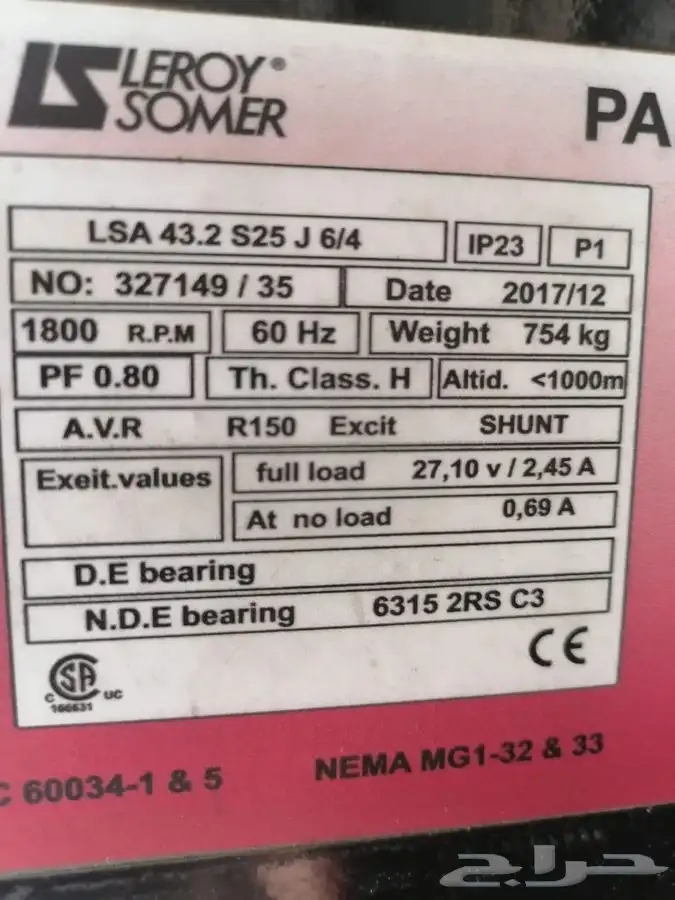 LEROY®
SOMER
PA
LSA 43.2 S25 J 6/4 IP23 P1
NO: 327149 / 35 Date 2017/12
1800 R.P.M 60 Hz Weight 754 kg
PF 0.80 Th. Class. H Altid. <1000m
A.V.R R150 Excit SHUNT
Exeit.values full load 27,10 v / 2,45 A
At no load 0,69 A
D.E bearing
N.D.E bearing 6315 2RS C3
CE
CSA
C UC
166631
C 60034-1 & 5 NEMA MG1-32 & 33
حراج